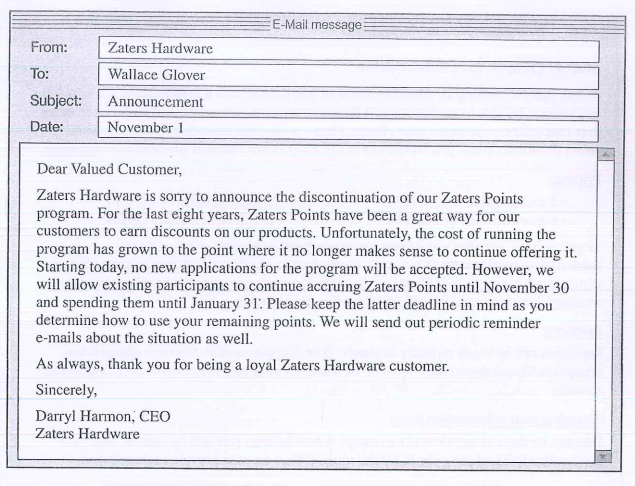 E-Mail message
From: Zaters Hardware
To: Wallace Glover
Subject: Announcement
Date: November 1
Dear Valued Customer,
Zaters Hardware is sorry to announce the discontinuation of our Zaters Points
program. For the last eight years, Zaters Points have been a great way for our
customers to earn discounts on our products. Unfortunately, the cost of running the
program has grown to the point where it no longer makes sense to continue offering it.
Starting today, no new applications for the program will be accepted. However, we
will allow existing participants to continue accruing Zaters Points until November 30
and spending them until January 31. Please keep the latter deadline in mind as you
determine how to use your remaining points. We will send out periodic reminder
e-mails about the situation as well.
As always, thank you for being a loyal Zaters Hardware customer.
Sincerely,
Darryl Harmon, CEO
Zaters Hardware